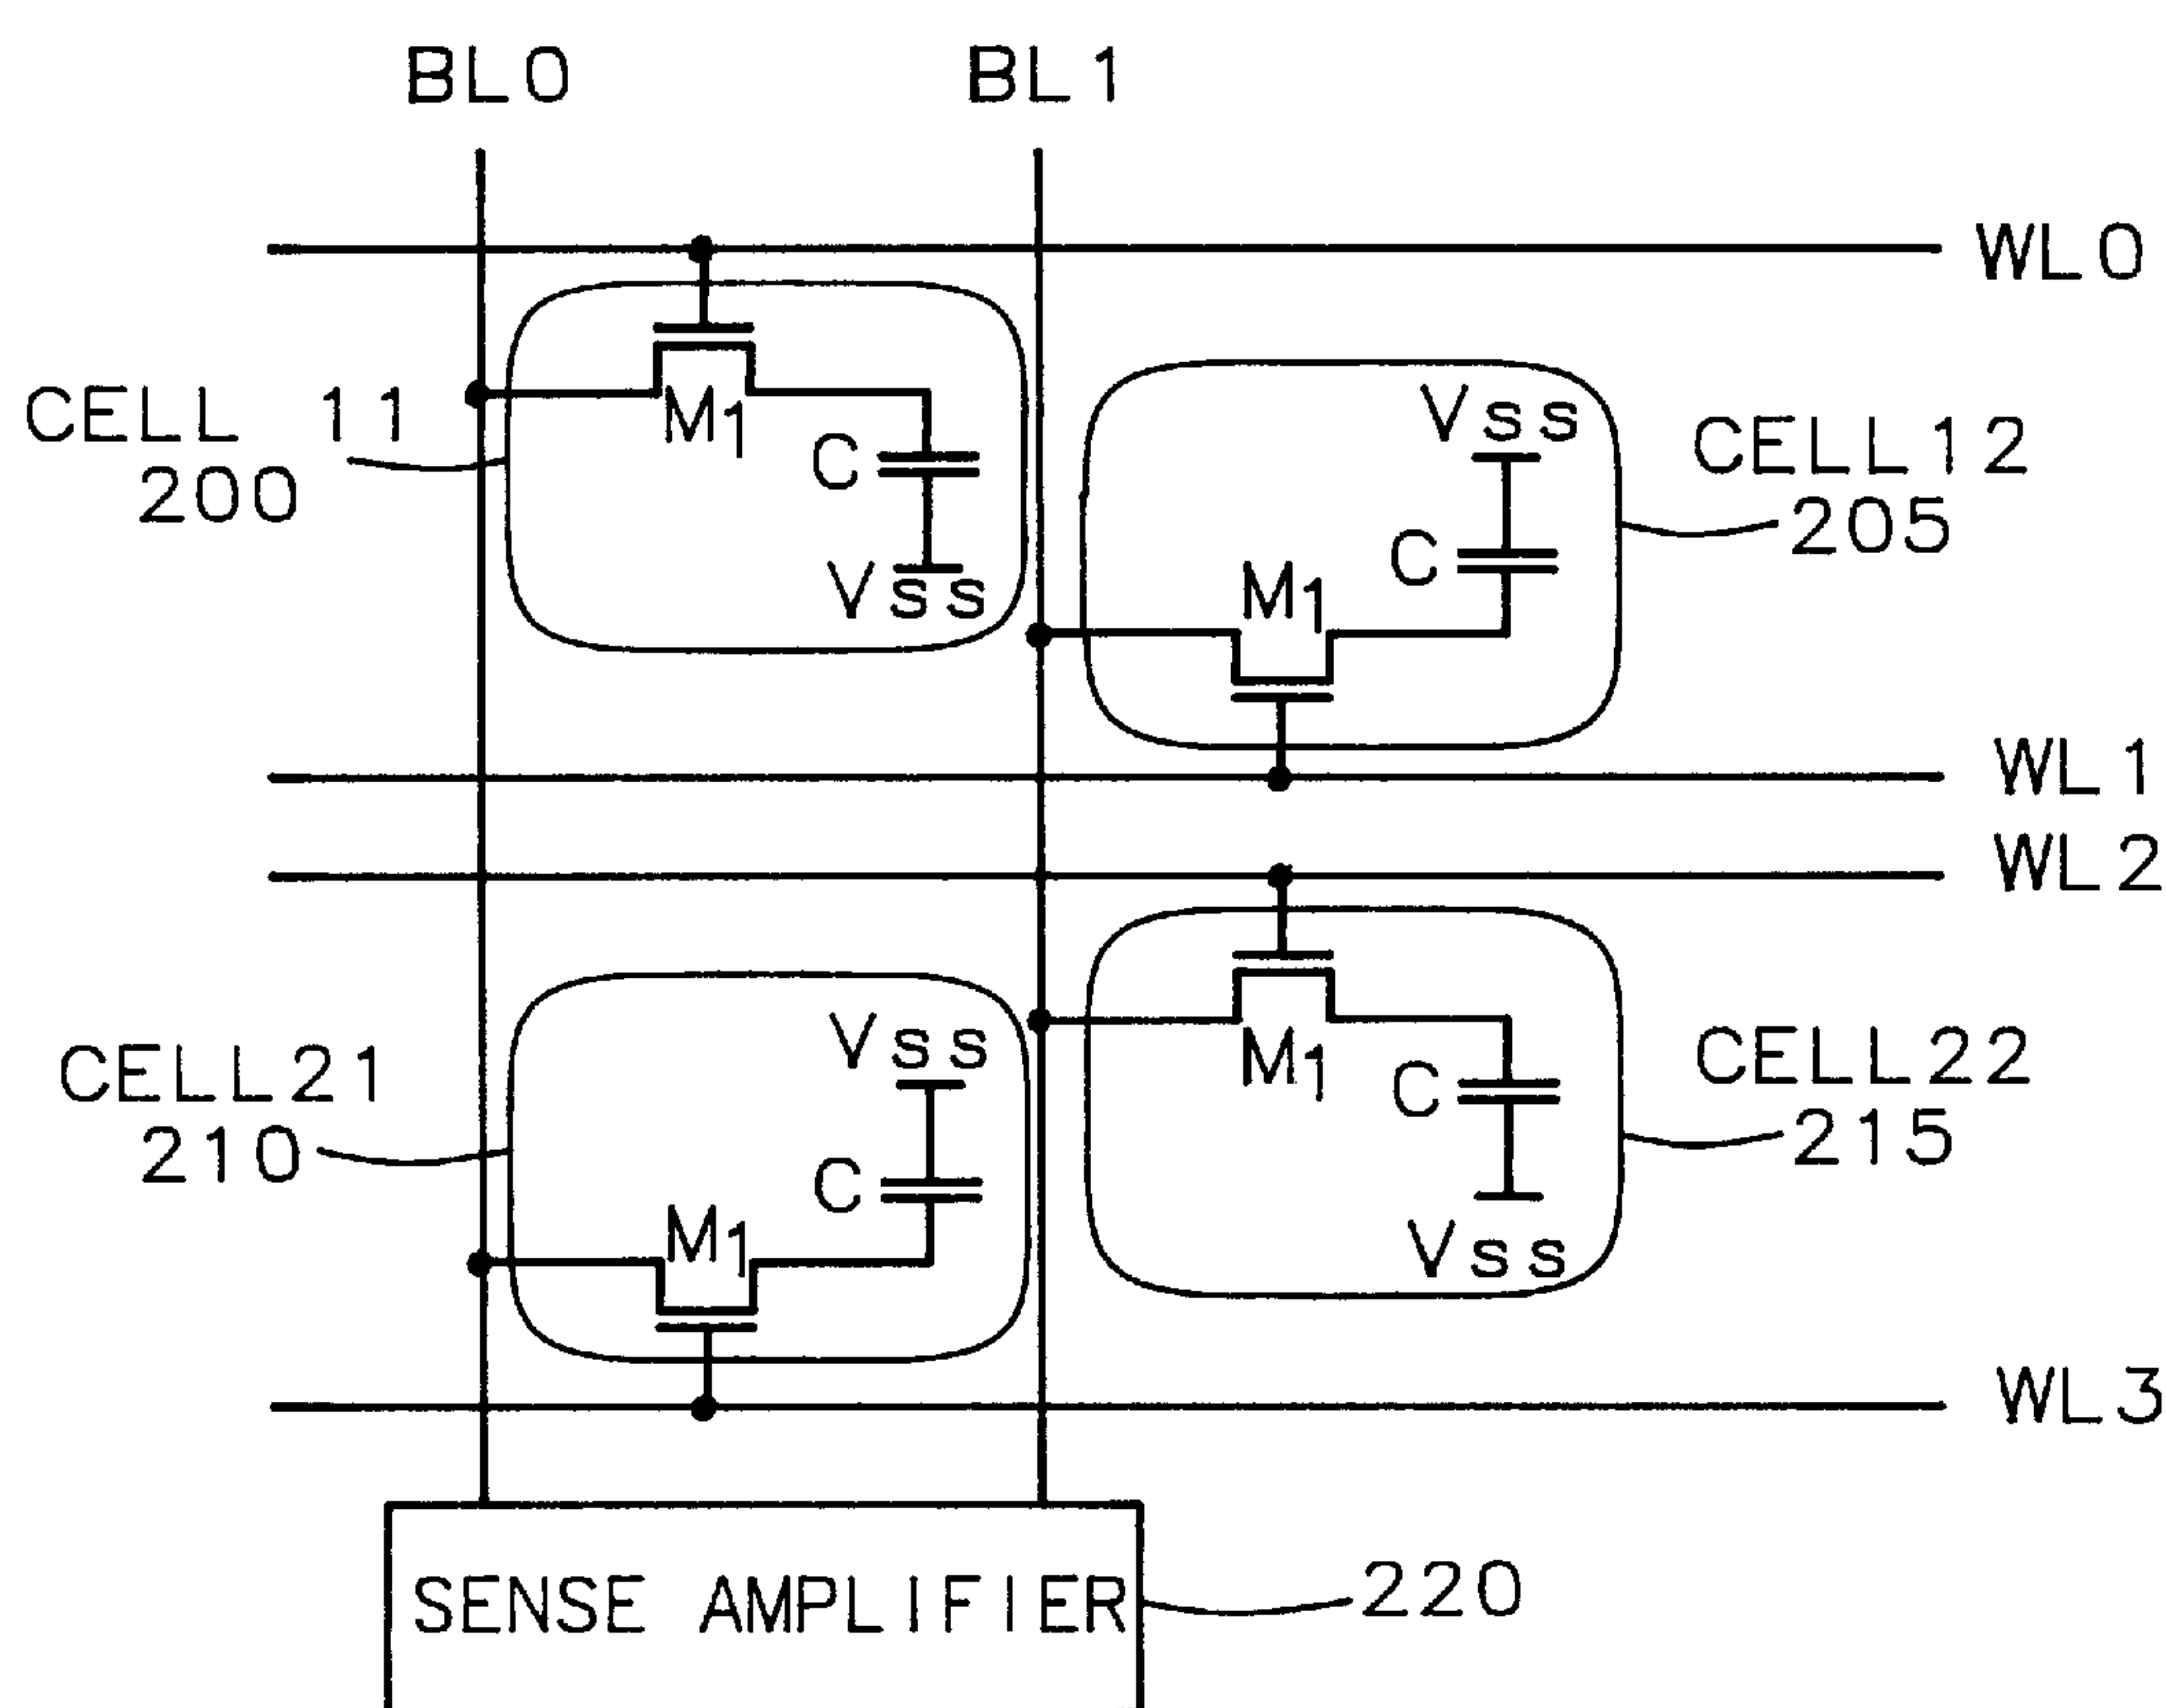 BL0
BL1
WL0
CELL 11
200
M1
C
Vss
Vss
C
M1
CELL12
205
WL1
WL2
CELL21
210
Vss
C
M1
M1
C
Vss
CELL22
215
WL3
SENSE AMPLIFIER
220